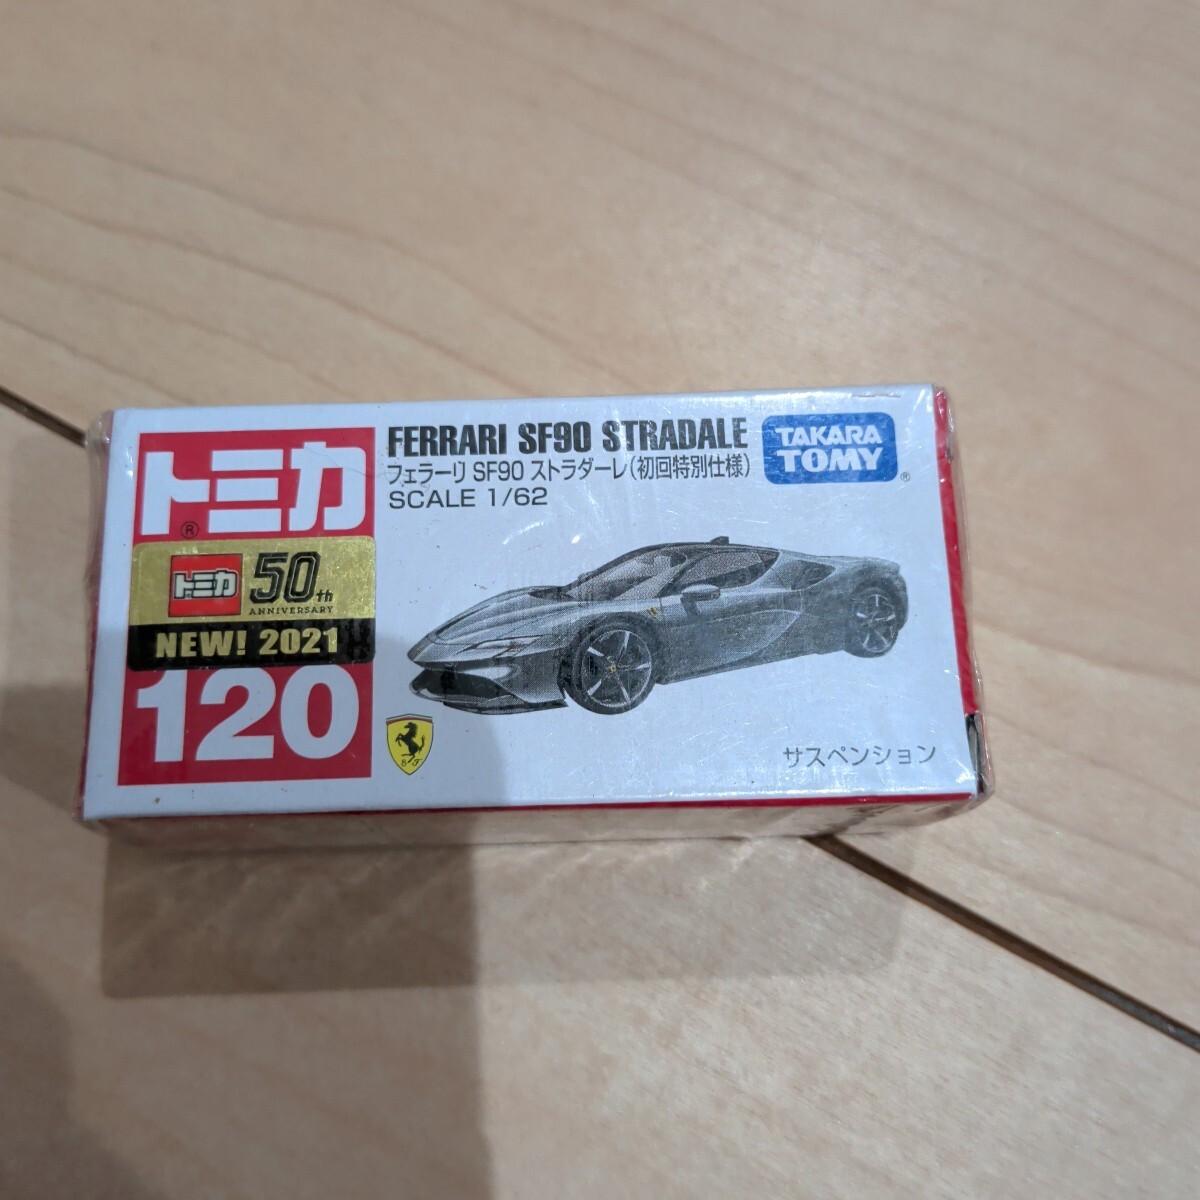 トミカ
®
トミカ 50th
ANNIVERSARY
NEW! 2021
120
FERRARI SF90 STRADALE
フェラーリ SF90 ストラダーレ(初回特別仕様)
SCALE 1/62
TAKARA
TOMY
®
S F
サスペンション